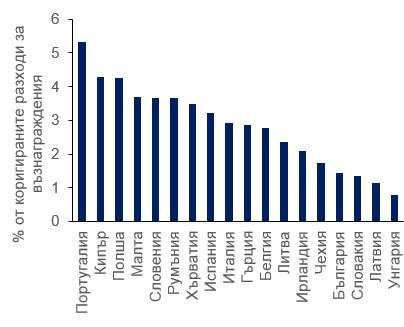 % от коригираните разходи за
възнаграждения
6
5
4
3
2
1
0
Португалия
Кипър
Полша
Малта
Словения
Румъния
Хърватия
Испания
Италия
Гърция
Белгия
Литва
Ирландия
Чехия
България
Словакия
Латвия
Унгария